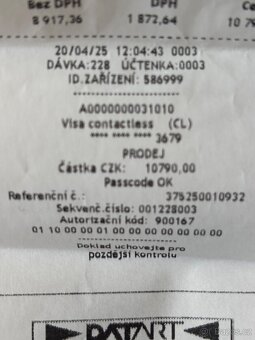 Bez DPH DPH
8 917,36 1 872,64 10 79
20/04/25 12:04:43 0003
DÁVKA:228 ÚČTENKA:0003
ID.ZAŘÍZENÍ: 586999
A0000000031010
Visa contactless (CL)
**** **** **** 3679
PRODEJ
Částka CZK: 10790,00
Passcode OK
Referenční č.: 375250010932
Sekvenč.číslo: 001228003
Autorizační kód: 900167
01 10 00 01 00 00 00 00 00 00 00
Doklad uchovejte pro
pozdější kontrolu
DATART